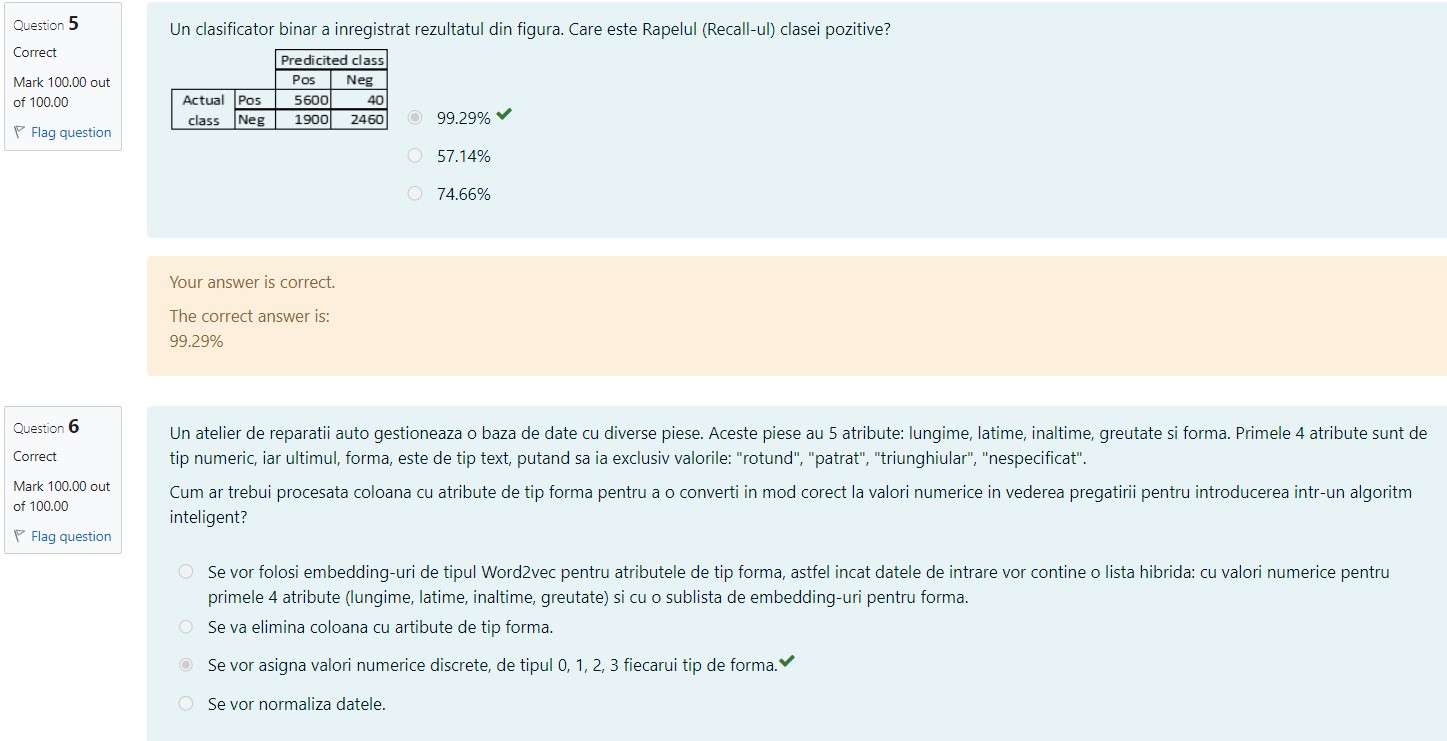 Question 5
Correct
Mark 100.00 out
of 100.00
Flag question
Un clasificator binar a inregistrat rezultatul din figura. Care este Rapelul (Recall-ul) clasei pozitive?
Predicited class
Pos Neg
Actual Pos 5600 40
class Neg 1900 2460
99.29%
57.14%
74.66%
Your answer is correct.
The correct answer is:
99.29%
Question 6
Correct
Mark 100.00 out
of 100.00
Flag question
Un atelier de reparatii auto gestioneaza o baza de date cu diverse piese. Aceste piese au 5 atribute: lungime, latime, inaltime, greutate si forma. Primele 4 atribute sunt de
tip numeric, iar ultimul, forma, este de tip text, putand sa ia exclusiv valorile: "rotund", "patrat", "triunghiular", "nespecificat".
Cum ar trebui procesata coloana cu atribute de tip forma pentru a o converti in mod corect la valori numerice in vederea pregatirii pentru introducerea intr-un algoritm
inteligent?
Se vor folosi embedding-uri de tipul Word2vec pentru atributele de tip forma, astfel incat datele de intrare vor contine o lista hibrida: cu valori numerice pentru
primele 4 atribute (lungime, latime, inaltime, greutate) si cu o sublista de embedding-uri pentru forma.
Se va elimina coloana cu artibute de tip forma.
Se vor asigna valori numerice discrete, de tipul 0, 1, 2, 3 fiecarui tip de forma.
Se vor normaliza datele.